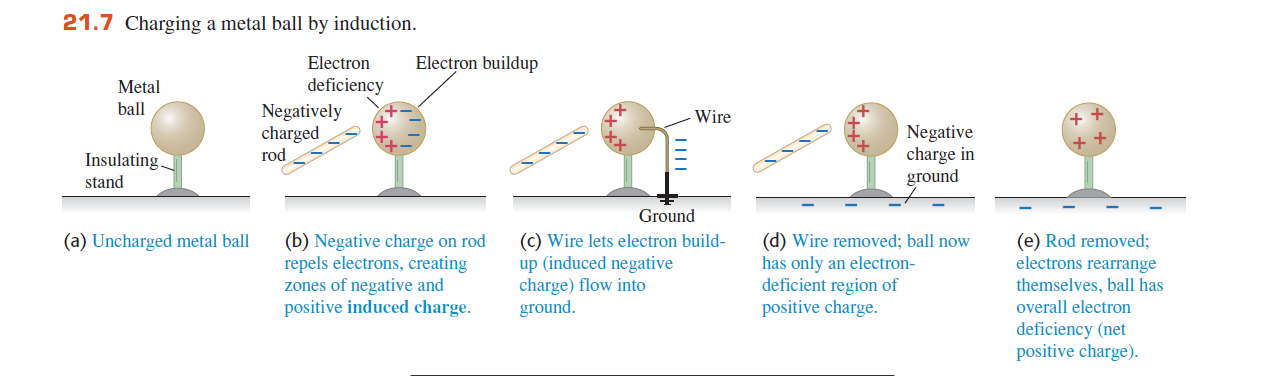 21.7 Charging a metal ball by induction.
Metal
ball
Insulating
stand
(a) Uncharged metal ball
Electron
deficiency
Electron buildup
Negatively
charged
rod
(b) Negative charge on rod
repels electrons, creating
zones of negative and
positive induced charge.
Wire
Ground
(c) Wire lets electron build-
up (induced negative
charge) flow into
ground.
Negative
charge in
ground
(d) Wire removed; ball now
has only an electron-
deficient region of
positive charge.
(e) Rod removed;
electrons rearrange
themselves, ball has
overall electron
deficiency (net
positive charge).